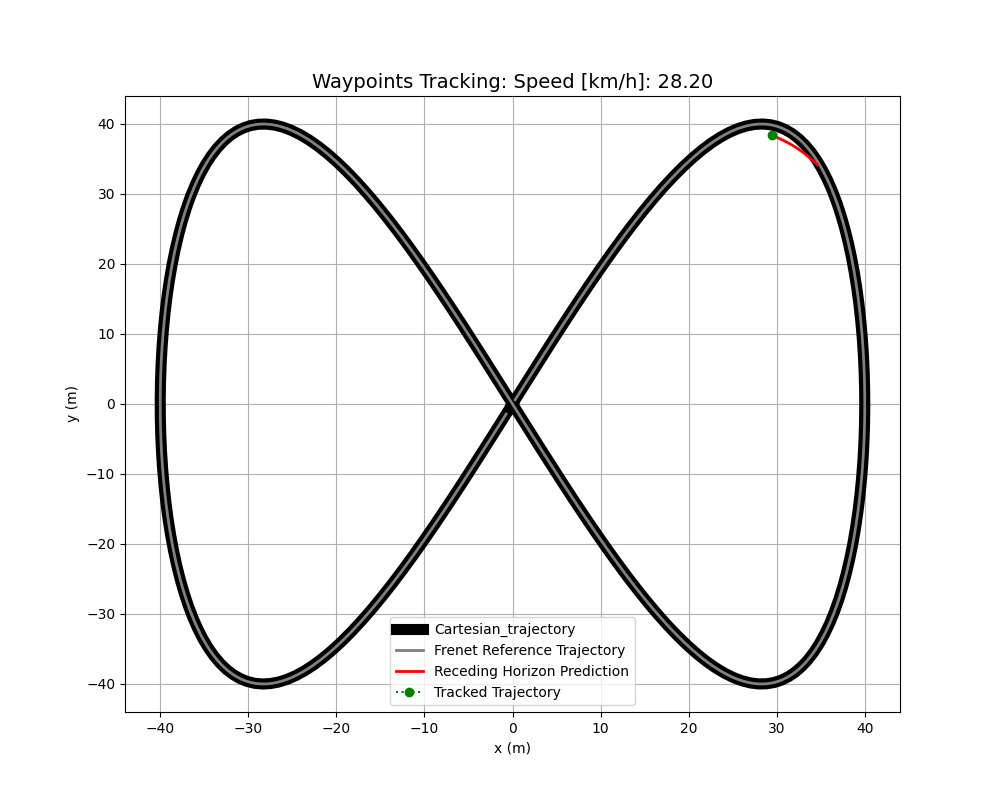 Waypoints Tracking: Speed [km/h]: 28.20
40
30
20
10
0
−10
−20
−30
−40
y (m)
−40 −30 −20 −10 0 10 20 30 40
x (m)
Cartesian_trajectory
Frenet Reference Trajectory
Receding Horizon Prediction
Tracked Trajectory